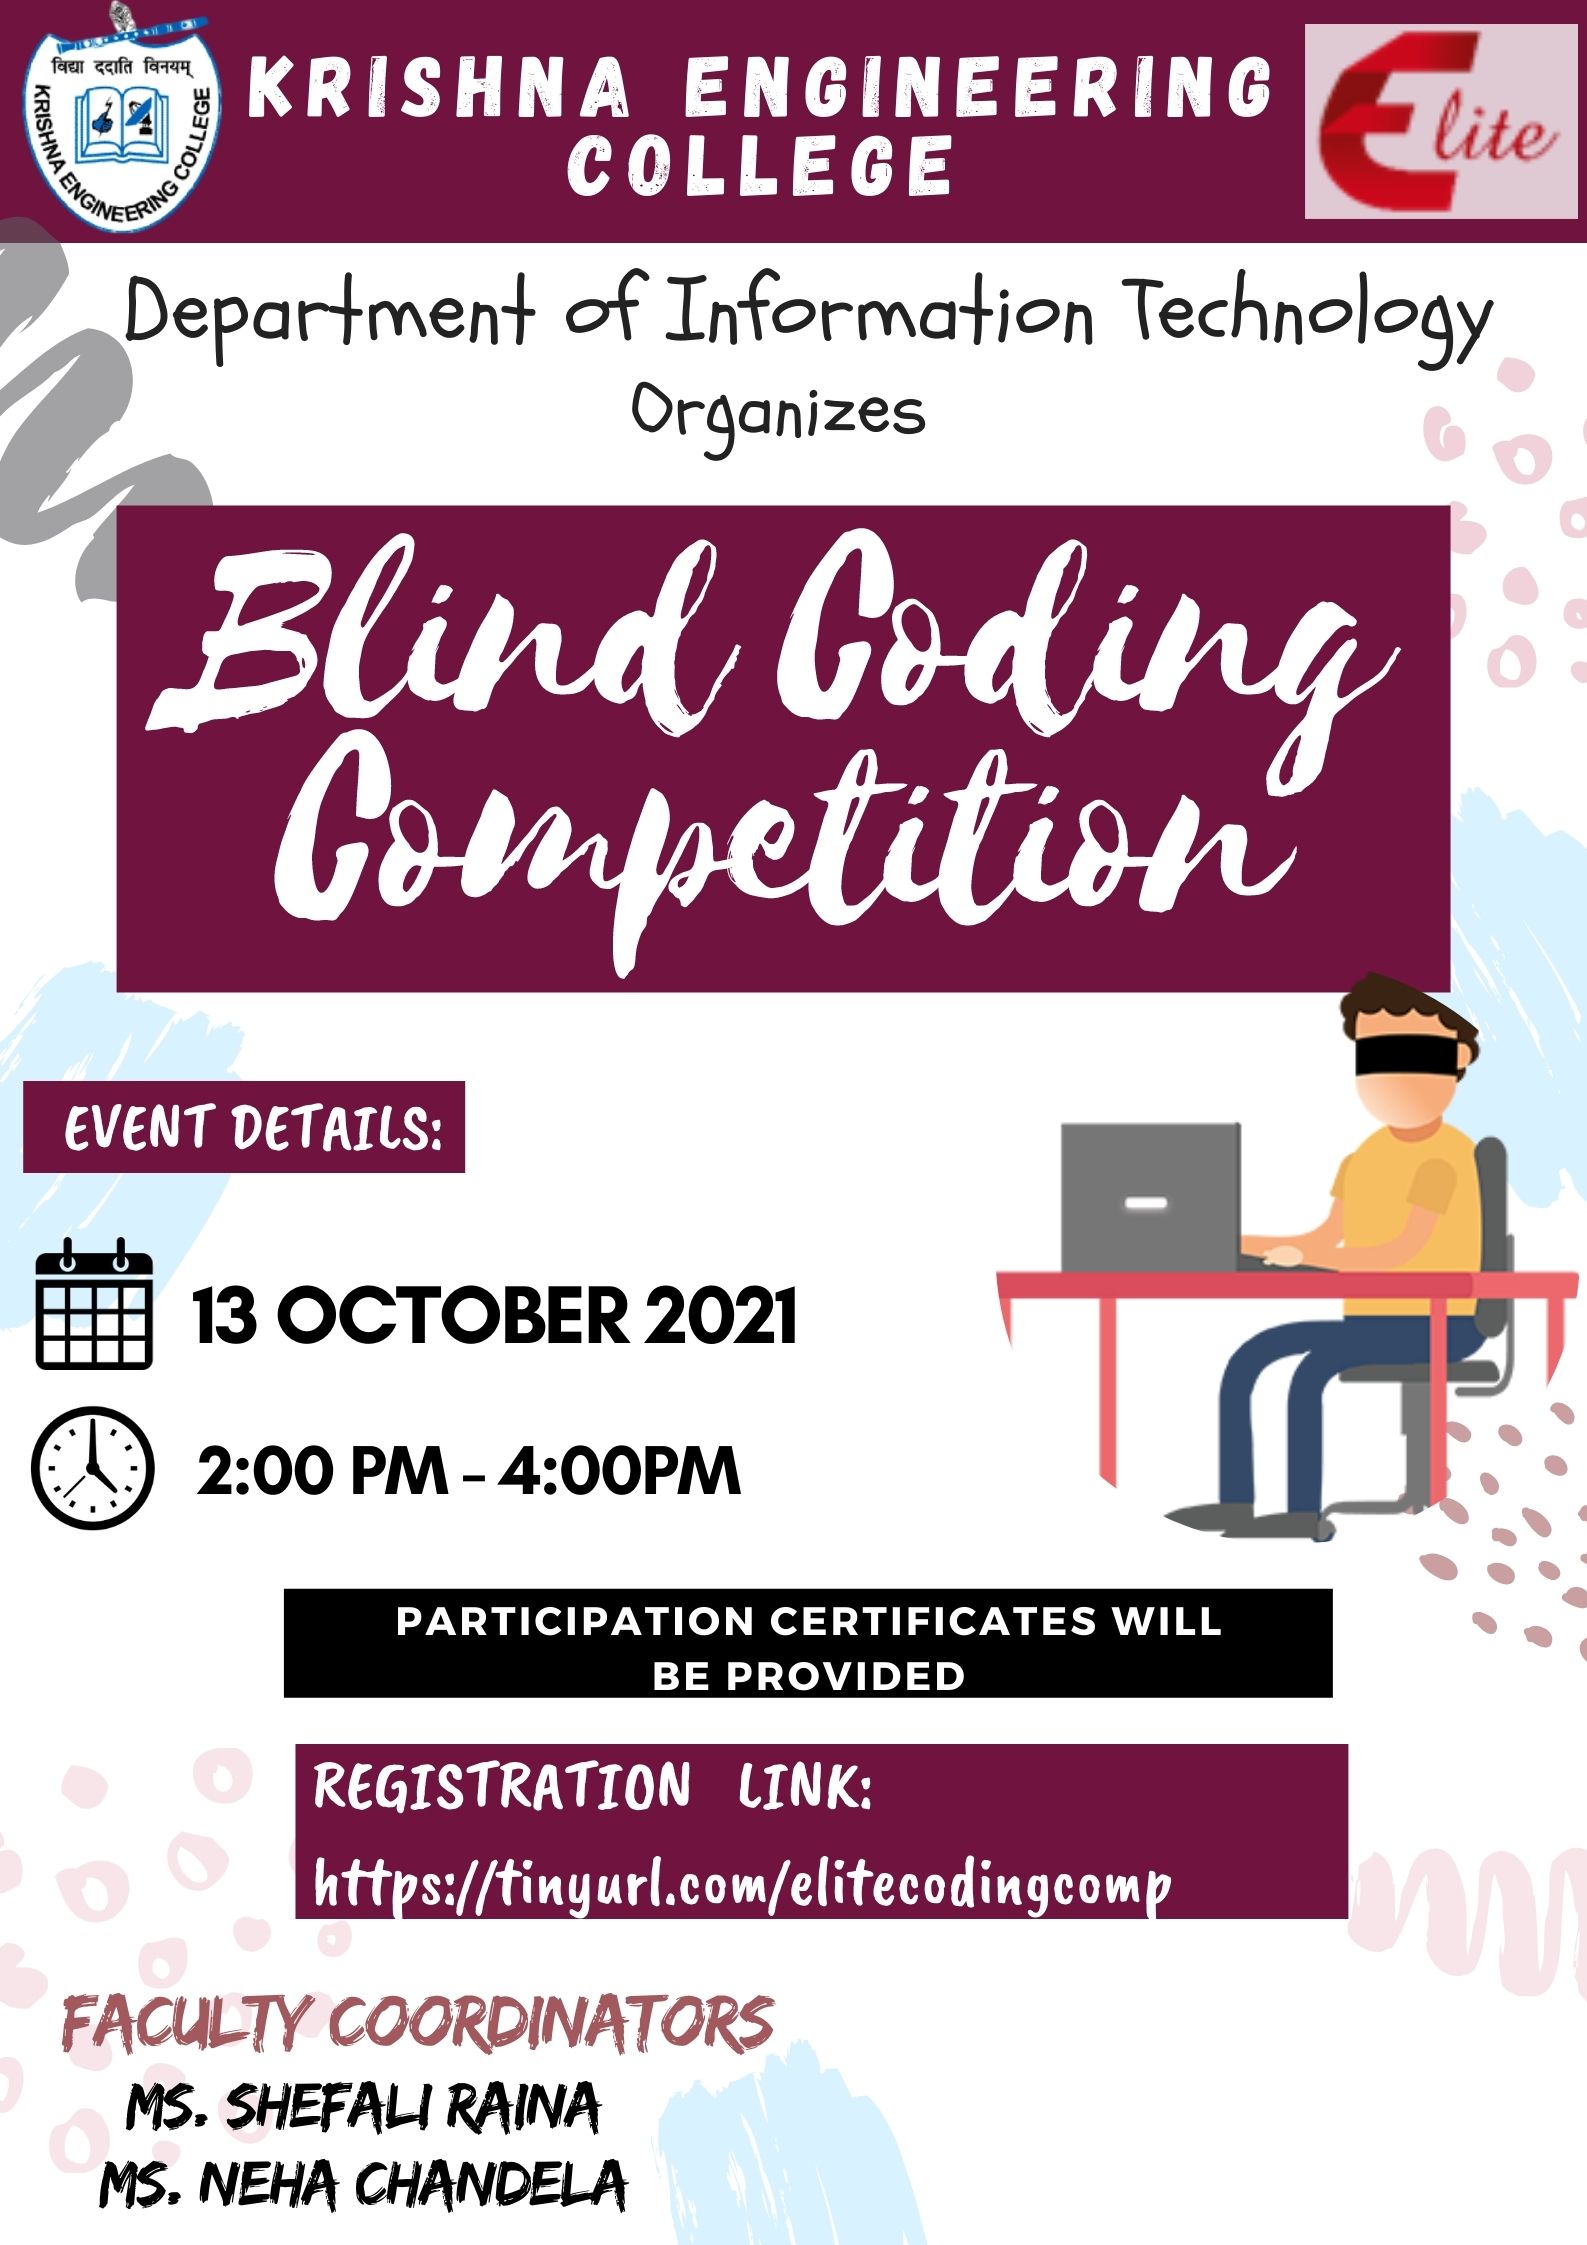 विद्या ददाति विनयम्
KRISHNA ENGINEERING COLLEGE
KRISHNA ENGINEERING
COLLEGE
Elite
Department of Information Technology
Organizes
Blind Coding
Competition
EVENT DETAILS:
13 OCTOBER 2021
2:00 PM - 4:00PM
PARTICIPATION CERTIFICATES WILL
BE PROVIDED
REGISTRATION LINK:
https://tinyurl.com/elitecodingcomp
FACULTY COORDINATORS
MS. SHEFALI RAINA
MS. NEHA CHANDELA